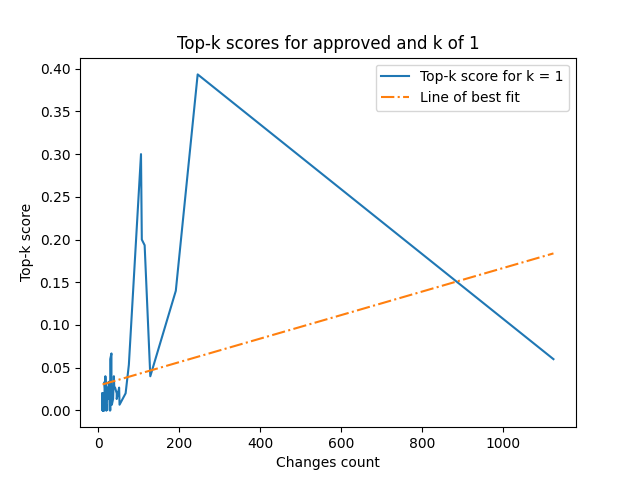 Top-k scores for approved and k of 1
Top-k score for k = 1
Line of best fit
0.40
0.35
0.30
0.25
0.20
0.15
0.10
0.05
0.00
Top-k score
0 200 400 600 800 1000
Changes count